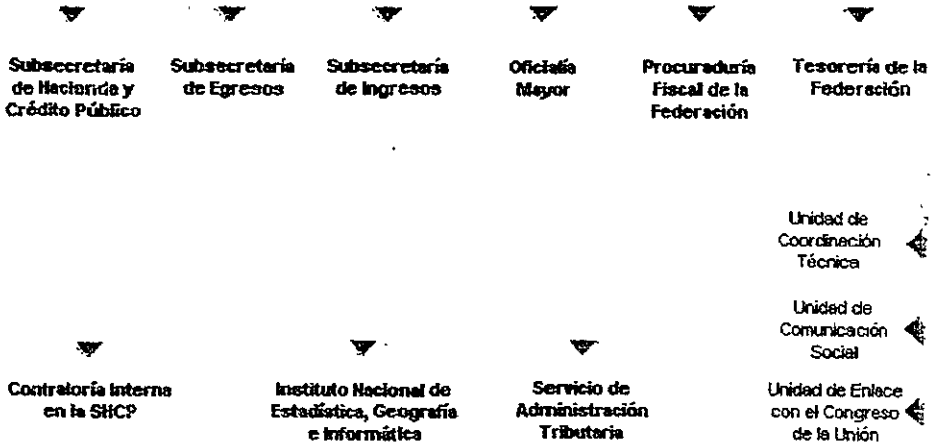 Subsecretaría
de Hacienda y
Crédito Público
Subsecretaría
de Egresos
Subsecretaría
de Ingresos
Oficialía
Mayor
Procuraduría
Fiscal de la
Federación
Tesorería de la
Federación
Unidad de
Coordinación
Técnica
Unidad de
Comunicación
Social
Contraloría Interna
en la SHCP
Instituto Nacional de
Estadística, Geografía
e Informática
Servicio de
Administración
Tributaria
Unidad de Enlace
con el Congreso
de la Unión